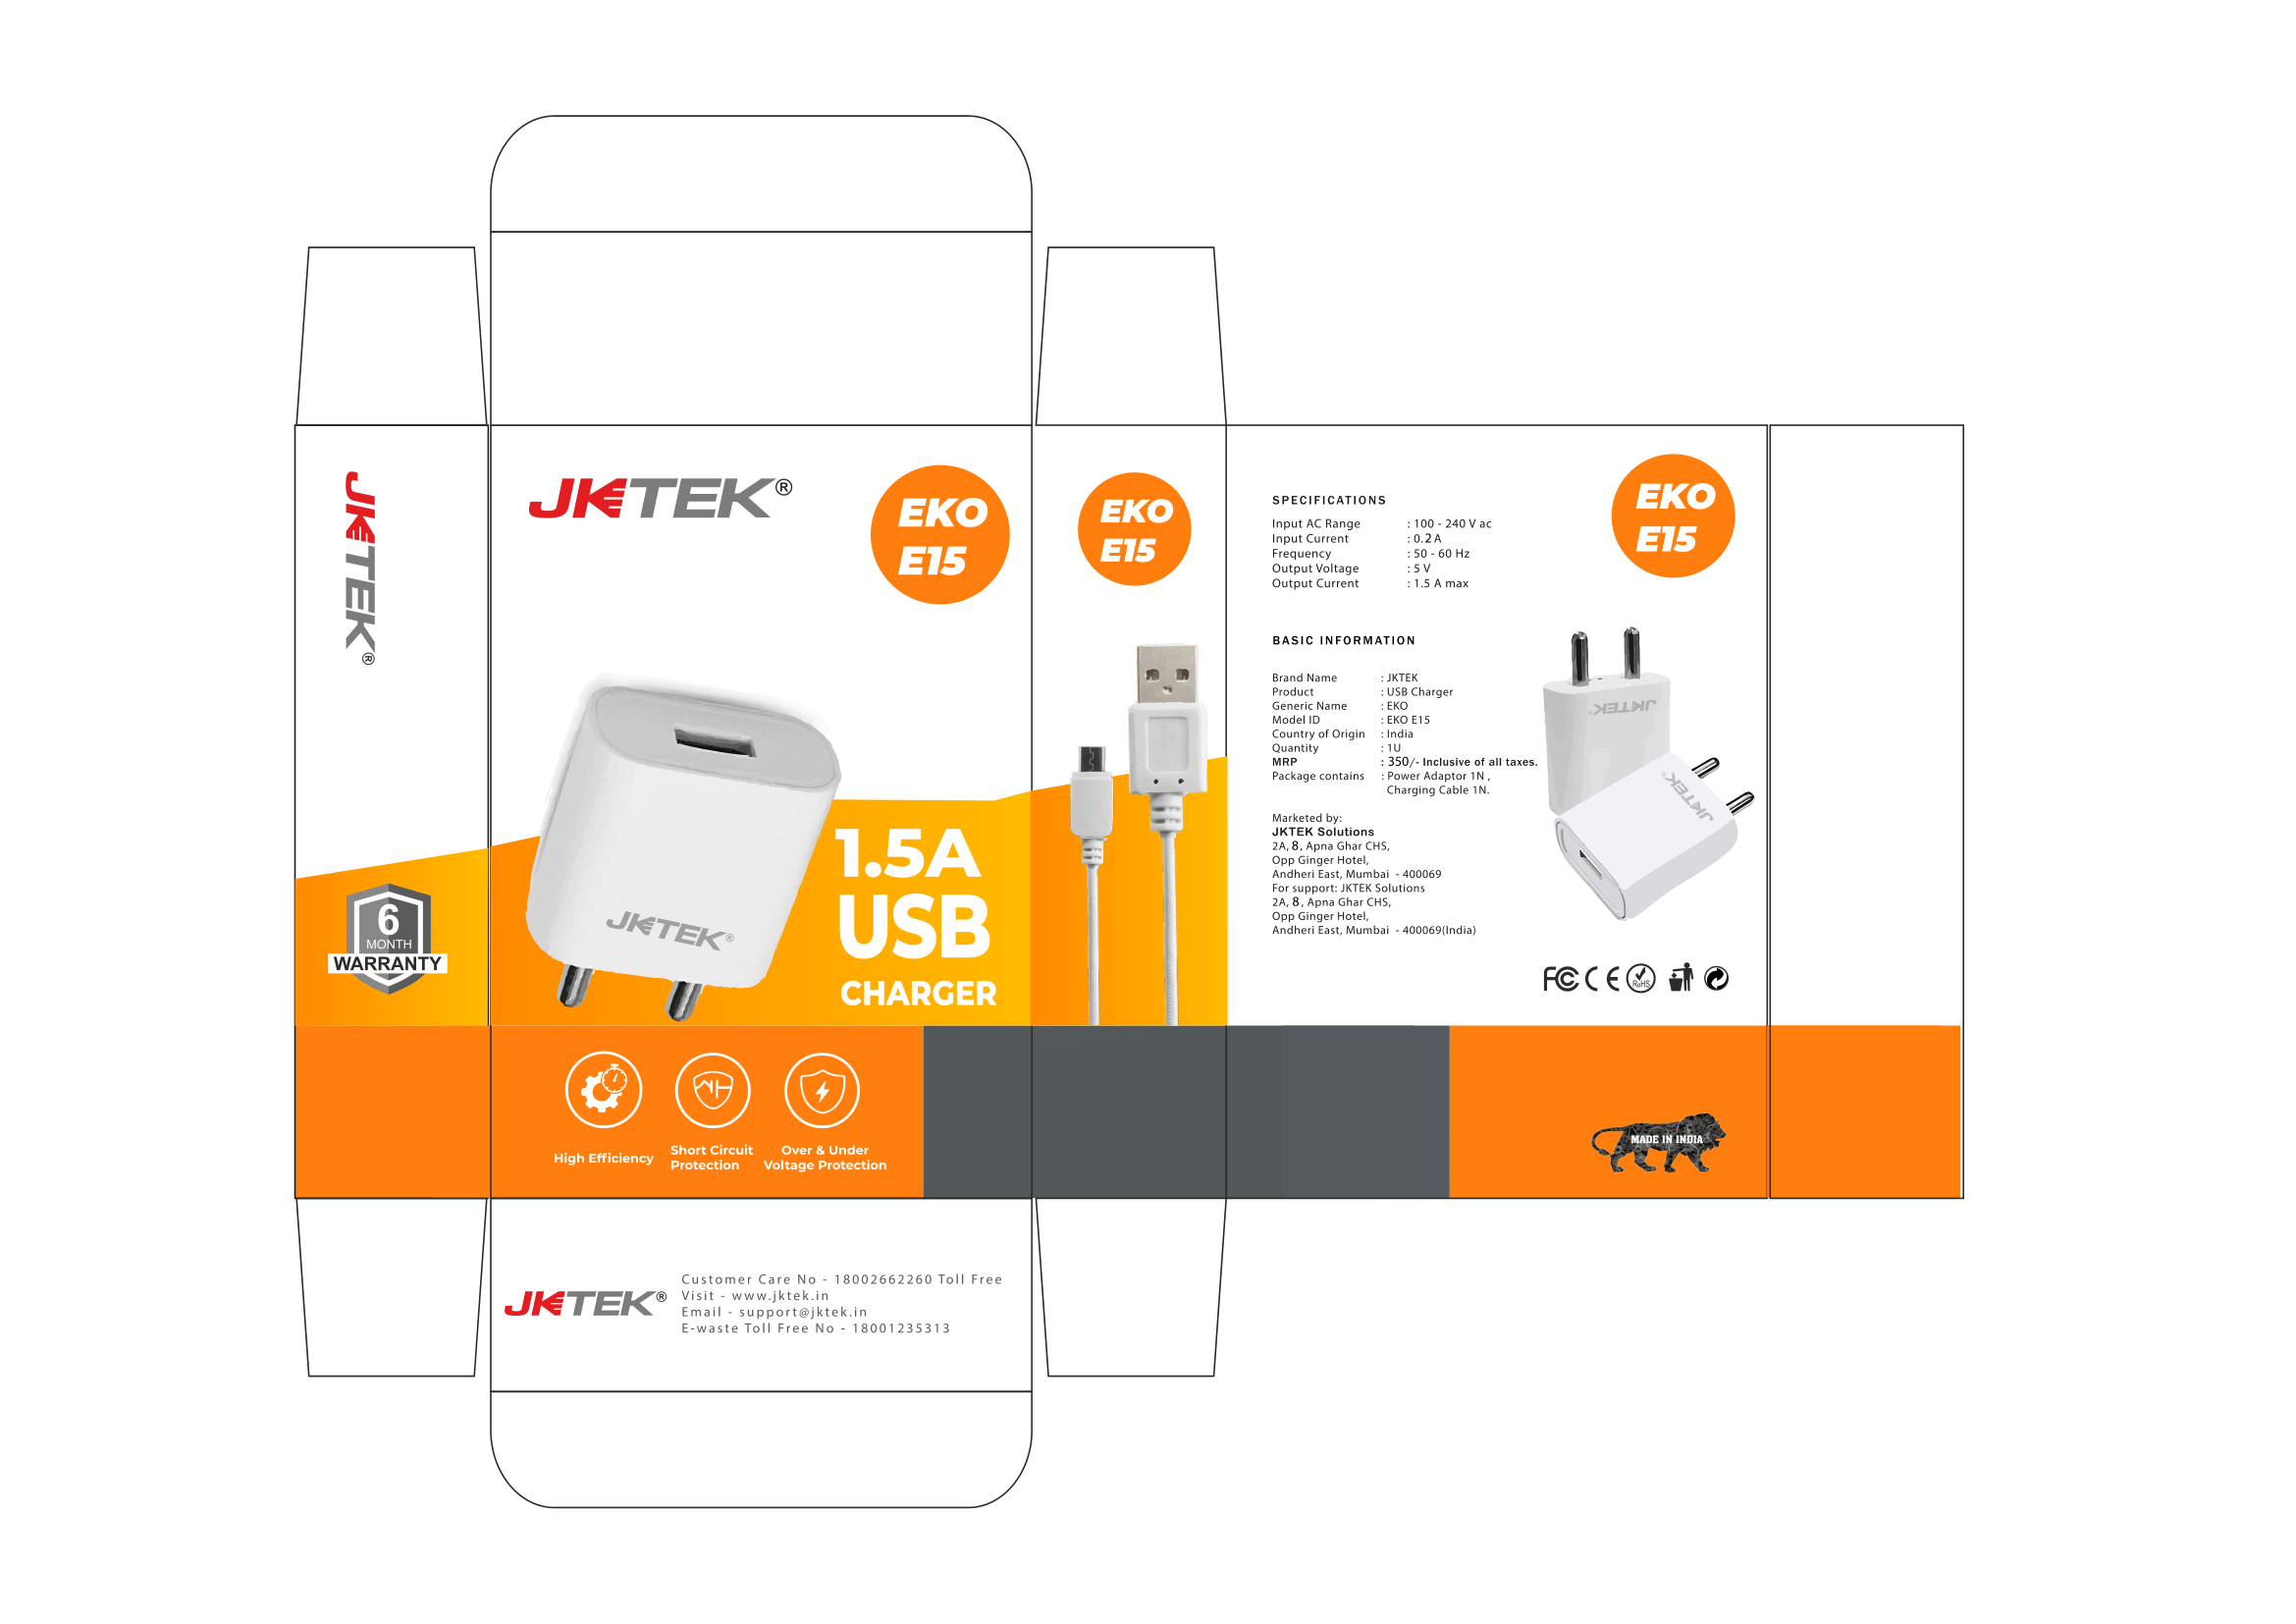 JKTEK®
6
MONTH
WARRANTY
JKTEK®
EKO
E15
JKTEK®
1.5A
USB
CHARGER
High Efficiency
Short Circuit
Protection
Over & Under
Voltage Protection
EKO
E15
SPECIFICATIONS
Input AC Range : 100 - 240 V ac
Input Current : 0.2 A
Frequency : 50 - 60 Hz
Output Voltage : 5 V
Output Current : 1.5 A max
EKO
E15
BASIC INFORMATION
Brand Name : JKTEK
Product : USB Charger
Generic Name : EKO
Model ID : EKO E15
Country of Origin : India
Quantity : 1U
MRP : 350/- Inclusive of all taxes.
Package contains : Power Adaptor 1N ,
Charging Cable 1N.
Marketed by:
JKTEK Solutions
2A, 8, Apna Ghar CHS,
Opp Ginger Hotel,
Andheri East, Mumbai - 400069
For support: JKTEK Solutions
2A, 8, Apna Ghar CHS,
Opp Ginger Hotel,
Andheri East, Mumbai - 400069(India)
JKTEK®
JKTEK®
FC CE RoHS
MADE IN INDIA
JKTEK®
Customer Care No - 18002662260 Toll Free
Visit - www.jktek.in
Email - support@jktek.in
E-waste Toll Free No - 18001235313